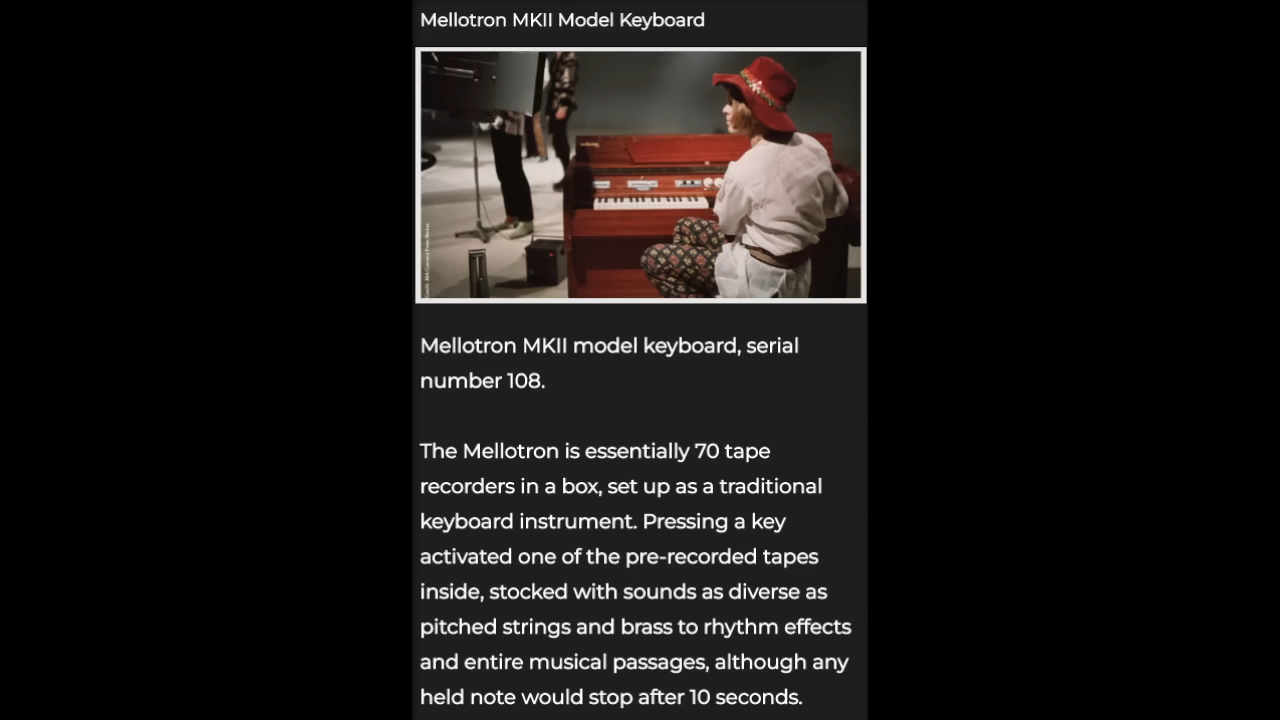 Mellotron MKII Model Keyboard
Mellotron MKII model keyboard, serial
number 108.
The Mellotron is essentially 70 tape
recorders in a box, set up as a traditional
keyboard instrument. Pressing a key
activated one of the pre-recorded tapes
inside, stocked with sounds as diverse as
pitched strings and brass to rhythm effects
and entire musical passages, although any
held note would stop after 10 seconds.